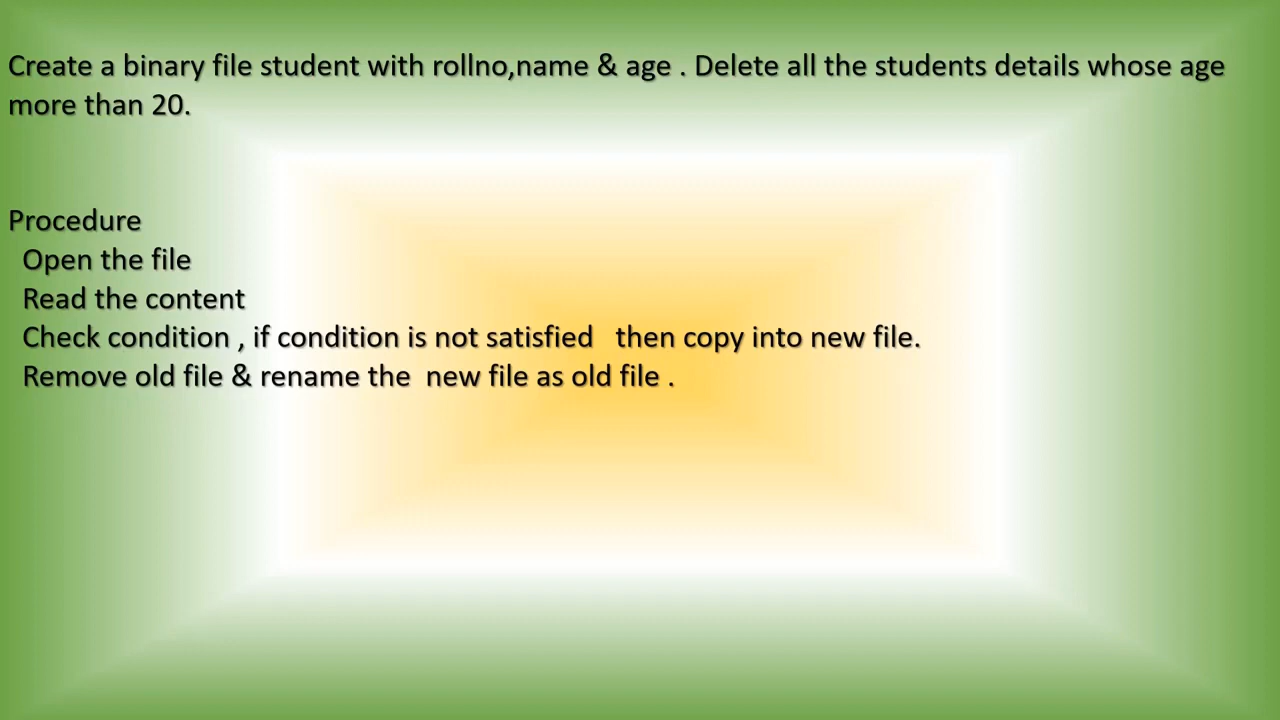 Create a binary file student with rollno,name & age . Delete all the students details whose age
more than 20.
Procedure
Open the file
Read the content
Check condition , if condition is not satisfied   then copy into new file.
Remove old file & rename the  new file as old file .